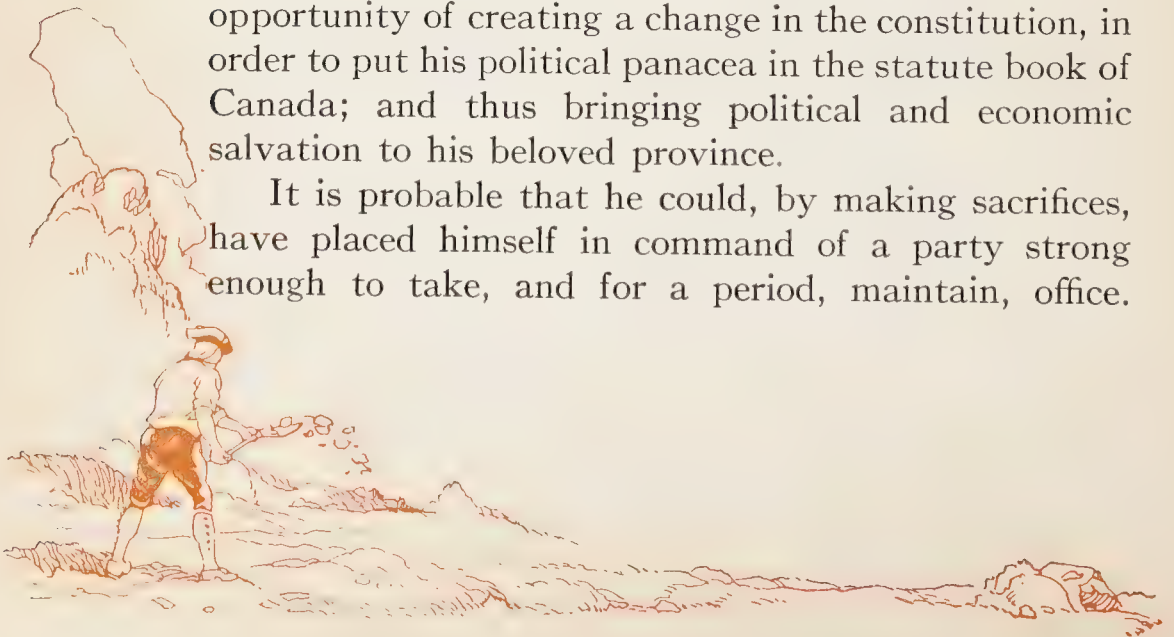 opportunity of creating a change in the constitution, in
order to put his political panacea in the statute book of
Canada; and thus bringing political and economic
salvation to his beloved province.
It is probable that he could, by making sacrifices,
have placed himself in command of a party strong
enough to take, and for a period, maintain, office.